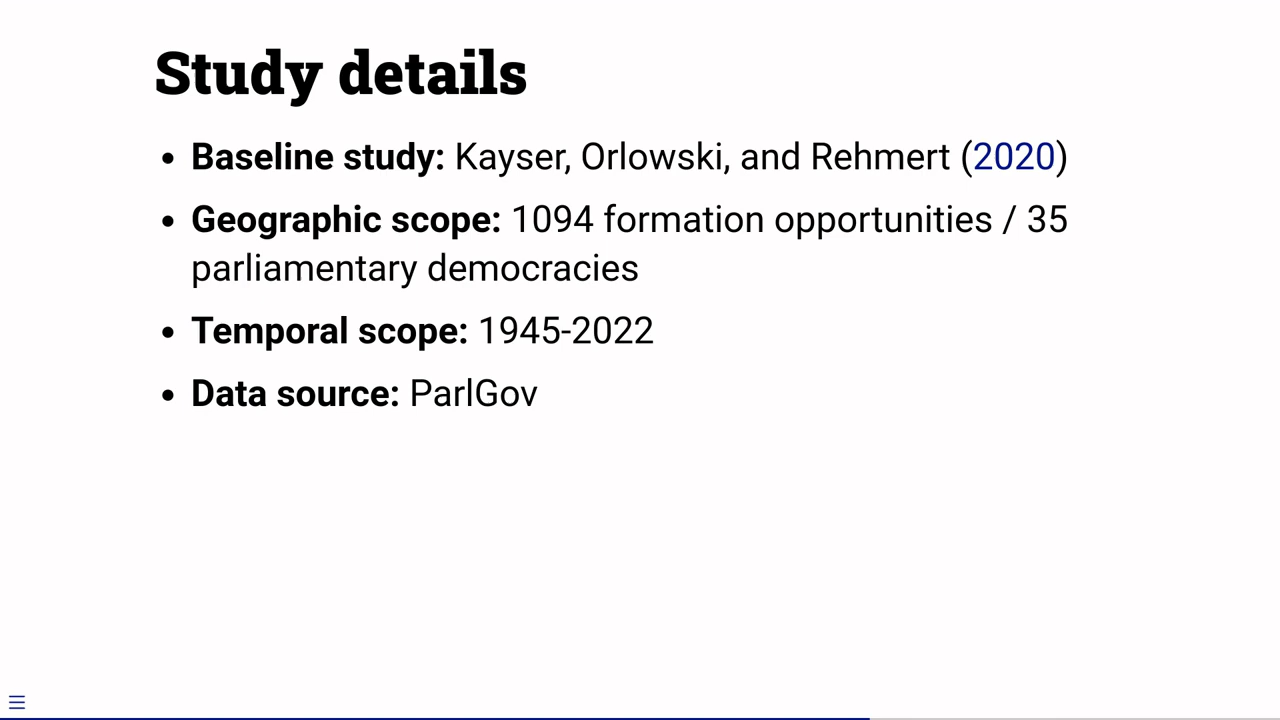 Study details
• Baseline study: Kayser, Orlowski, and Rehmert (2020)
• Geographic scope: 1094 formation opportunities / 35
parliamentary democracies
• Temporal scope: 1945-2022
• Data source: ParlGov